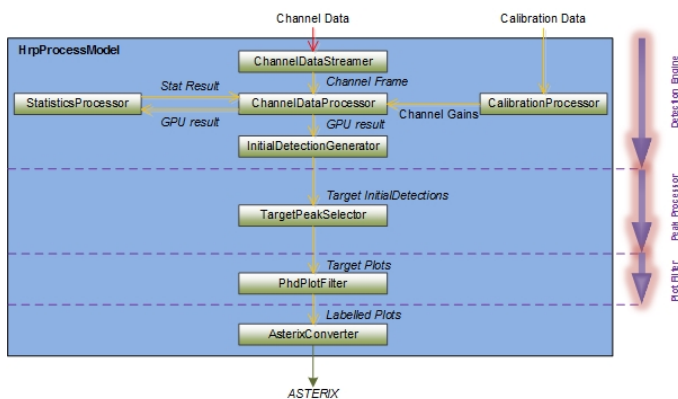 Channel Data
Calibration Data
HrpProcessModel
ChannelDataStreamer
Channel Frame
Stat Result
StatisticsProcessor
ChannelDataProcessor
CalibrationProcessor
Channel Gains
GPU result
GPU result
InitialDetectionGenerator
Target InitialDetections
TargetPeakSelector
Target Plots
PhdPlotFilter
Labelled Plots
AsterixConverter
ASTERIX
Detection Engine
Peak Processor
Plot Filter